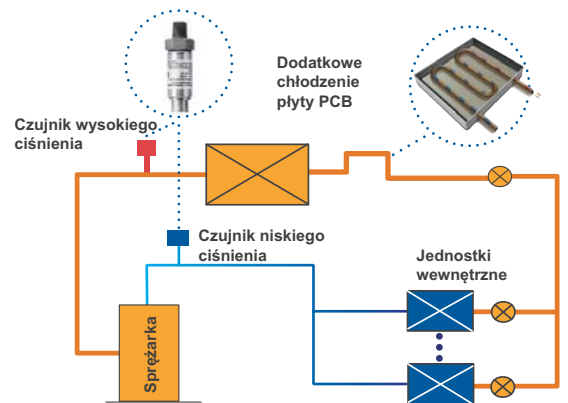 Dodatkowe
chłodzenie
płyty PCB
Czujnik wysokiego
ciśnienia
Czujnik niskiego
ciśnienia
Jednostki
wewnętrzne
Sprężarka